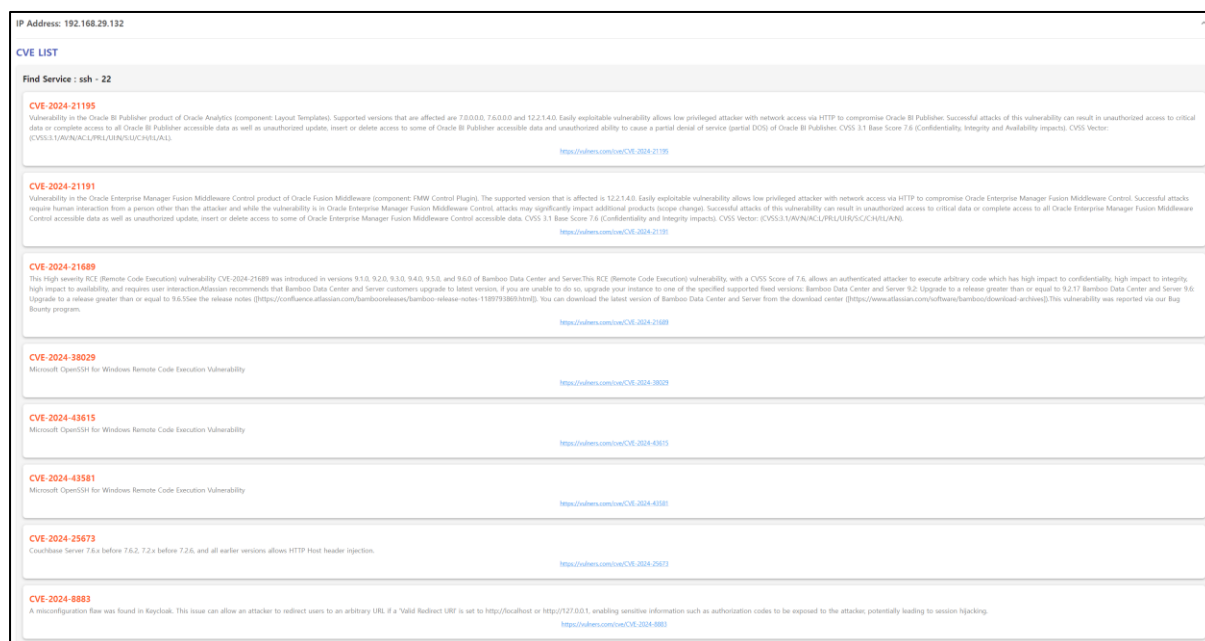 IP Address: 192.168.29.132
CVE LIST
Find Service : ssh - 22
CVE-2024-21195
Vulnerability in the Oracle BI Publisher product of Oracle Analytics (component: Layout Templates). Supported versions that are affected are 7.0.0.0.0, 7.6.0.0.0 and 12.2.1.4.0. Easily exploitable vulnerability allows low privileged attacker with network access via HTTP to compromise Oracle BI Publisher. Successful attacks of this vulnerability can result in unauthorized access to critical
data or complete access to all Oracle BI Publisher accessible data as well as unauthorized update, insert or delete access to some of Oracle BI Publisher accessible data and unauthorized ability to cause a partial denial of service (partial DOS) of Oracle BI Publisher. CVSS 3.1 Base Score 7.6 (Confidentiality, Integrity and Availability impacts). CVSS Vector:
(CVSS:3.1/AV:N/AC:L/PR:L/UI:N/S:U/C:H/I:L/A:L).
https://vulners.com/cve/CVE-2024-21195
CVE-2024-21191
Vulnerability in the Oracle Enterprise Manager Fusion Middleware Control product of Oracle Fusion Middleware (component: FMW Control Plugin). The supported version that is affected is 12.2.1.4.0. Easily exploitable vulnerability allows low privileged attacker with network access via HTTP to compromise Oracle Enterprise Manager Fusion Middleware Control. Successful attacks
require human interaction from a person other than the attacker and while the vulnerability is in Oracle Enterprise Manager Fusion Middleware Control, attacks may significantly impact additional products (scope change). Successful attacks of this vulnerability can result in unauthorized access to critical data or complete access to all Oracle Enterprise Manager Fusion Middleware
Control accessible data as well as unauthorized update, insert or delete access to some of Oracle Enterprise Manager Fusion Middleware Control accessible data. CVSS 3.1 Base Score 7.6 (Confidentiality and Integrity impacts). CVSS Vector: (CVSS:3.1/AV:N/AC:L/PR:L/UI:R/S:C/C:H/I:L/A:N).
https://vulners.com/cve/CVE-2024-21191
CVE-2024-21689
This High severity RCE (Remote Code Execution) vulnerability CVE-2024-21689 was introduced in versions 9.1.0, 9.2.0, 9.3.0, 9.4.0, 9.5.0, and 9.6.0 of Bamboo Data Center and Server.This RCE (Remote Code Execution) vulnerability, with a CVSS Score of 7.6, allows an authenticated attacker to execute arbitrary code which has high impact to confidentiality, high impact to integrity,
high impact to availability, and requires user interaction.Atlassian recommends that Bamboo Data Center and Server customers upgrade to latest version, if you are unable to do so, upgrade your instance to one of the specified supported fixed versions: Bamboo Data Center and Server 9.2: Upgrade to a release greater than or equal to 9.2.17 Bamboo Data Center and Server 9.6:
Upgrade to a release greater than or equal to 9.6.5See the release notes ([https://confluence.atlassian.com/bambooreleases/bamboo-release-notes-1189793869.html]). You can download the latest version of Bamboo Data Center and Server from the download center ([https://www.atlassian.com/software/bamboo/download-archives]).This vulnerability was reported via our Bug
Bounty program.
https://vulners.com/cve/CVE-2024-21689
CVE-2024-38029
Microsoft OpenSSH for Windows Remote Code Execution Vulnerability
https://vulners.com/cve/CVE-2024-38029
CVE-2024-43615
Microsoft OpenSSH for Windows Remote Code Execution Vulnerability
https://vulners.com/cve/CVE-2024-43615
CVE-2024-43581
Microsoft OpenSSH for Windows Remote Code Execution Vulnerability
https://vulners.com/cve/CVE-2024-43581
CVE-2024-25673
Couchbase Server 7.6.x before 7.6.2, 7.2.x before 7.2.6, and all earlier versions allows HTTP Host header injection.
https://vulners.com/cve/CVE-2024-25673
CVE-2024-8883
A misconfiguration flaw was found in Keycloak. This issue can allow an attacker to redirect users to an arbitrary URL if a 'Valid Redirect URI' is set to http://localhost or http://127.0.0.1, enabling sensitive information such as authorization codes to be exposed to the attacker, potentially leading to session hijacking.
https://vulners.com/cve/CVE-2024-8883